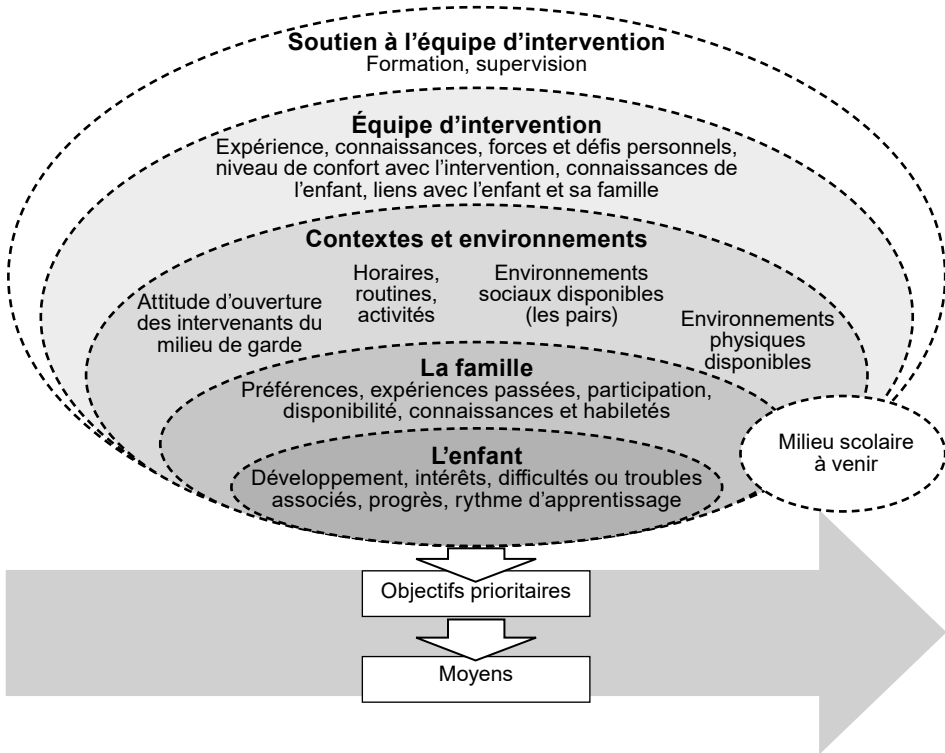 Soutien à l’équipe d’intervention
Formation, supervision
Équipe d’intervention
Expérience, connaissances, forces et défis personnels,
niveau de confort avec l’intervention, connaissances de
l’enfant, liens avec l’enfant et sa famille
Contextes et environnements
Attitude d’ouverture
des intervenants du
milieu de garde
Horaires,
routines,
activités
Environnements
sociaux disponibles
(les pairs)
Environnements
physiques
disponibles
La famille
Préférences, expériences passées, participation,
disponibilité, connaissances et habiletés
L’enfant
Développement, intérêts, difficultés ou troubles
associés, progrès, rythme d’apprentissage
Milieu scolaire
à venir
Objectifs prioritaires
Moyens